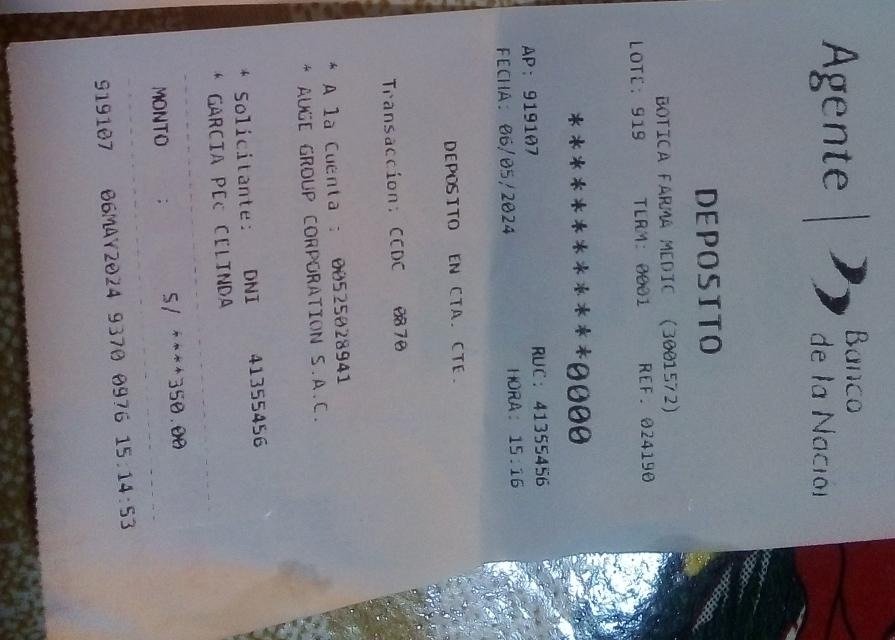 Agente | Banco
de la Nación
DEPOSITO
BOTICA FARMA MEDIC (3001572)
LOTE: 919 TERM: 0001 REF: 024190
************0000
AP: 919107 RUC: 41355456
FECHA: 06/05/2024 HORA: 15:16
DEPOSITO EN CTA. CTE.
Transaccion: CCDC 0870
* A la Cuenta : 00525028941
* AUGE GROUP CORPORATION S.A.C.
* Solicitante: DNI 41355456
* GARCIA PEC CELINDA
MONTO : S/ ****350.00
919107 06MAY2024 9370 0976 15:14:53